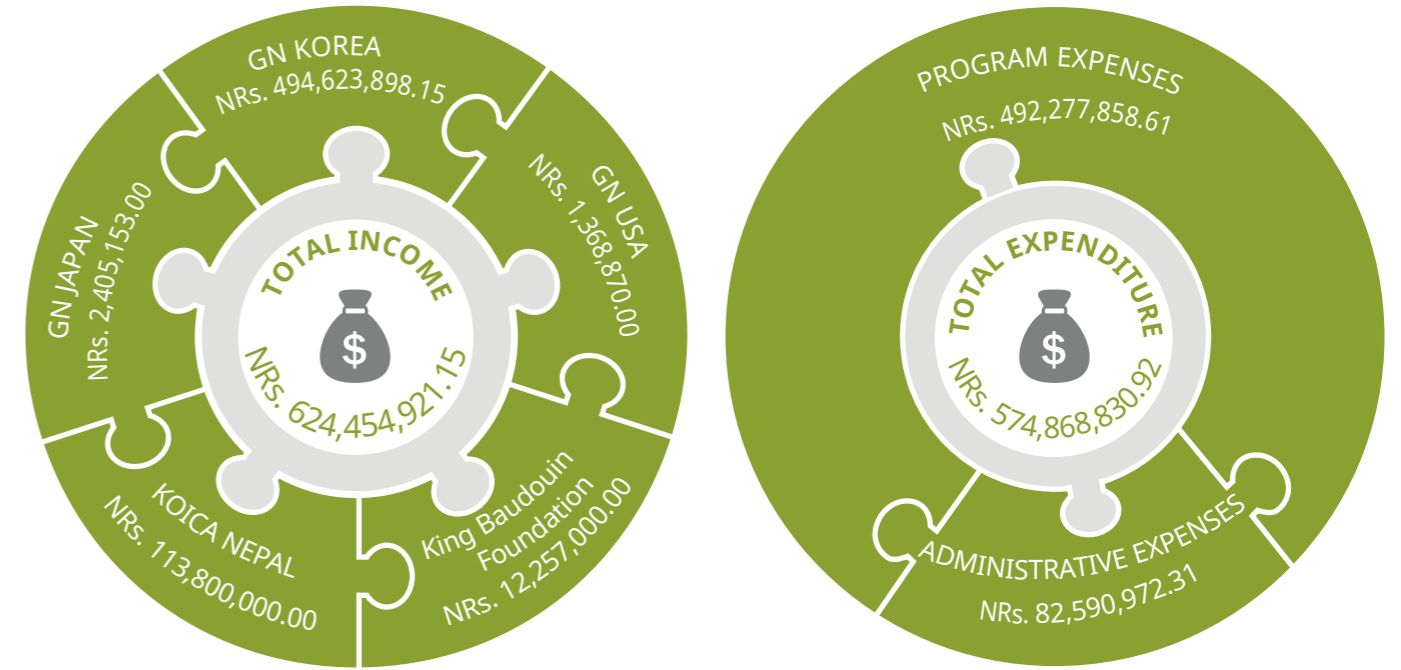 GN KOREA
NRs. 494,623,898.15
GN USA
NRs. 1,368,870.00
King Baudouin
Foundation
NRs. 12,257,000.00
KOICA NEPAL
NRs. 113,800,000.00
GN JAPAN
NRs. 2,405,153.00
TOTAL INCOME
$
NRs. 624,454,921.15
PROGRAM EXPENSES
NRs. 492,277,858.61
TOTAL EXPENDITURE
$
NRs. 574,868,830.92
ADMINISTRATIVE EXPENSES
NRs. 82,590,972.31